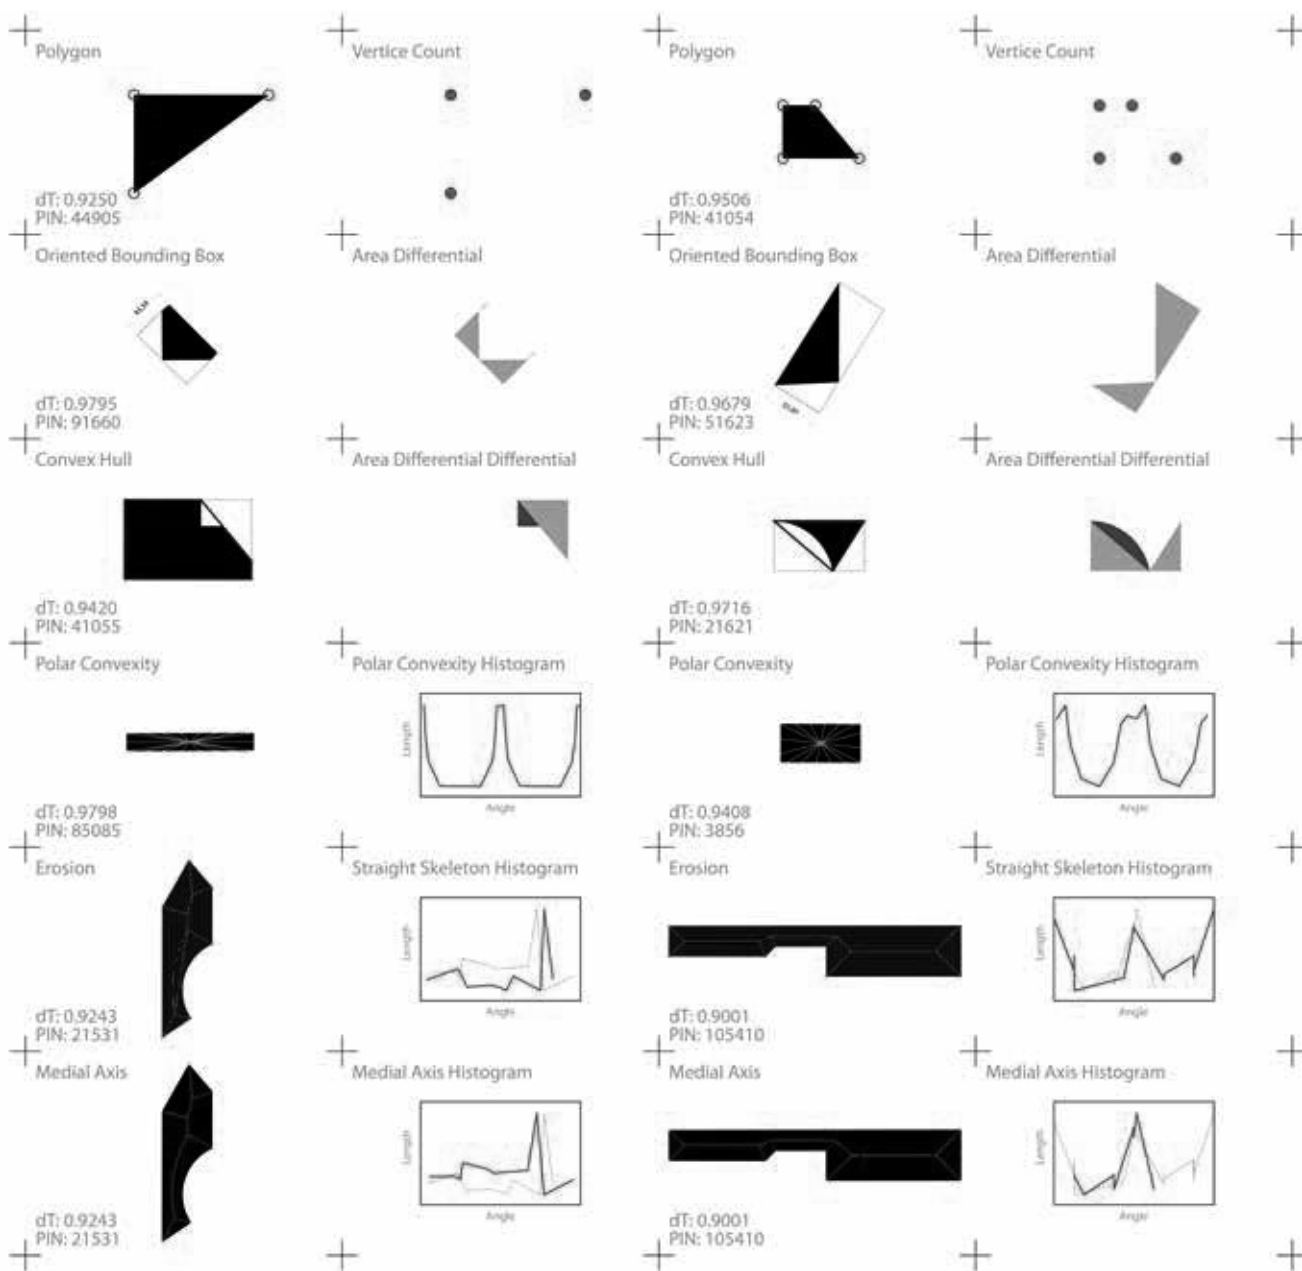 Polygon
Vertice Count
Polygon
Vertice Count
dT: 0.9250
PIN: 44905
dT: 0.9506
PIN: 41054
Oriented Bounding Box
Area Differential
Oriented Bounding Box
Area Differential
dT: 0.9795
PIN: 91660
dT: 0.9679
PIN: 51623
Convex Hull
Area Differential Differential
Convex Hull
Area Differential Differential
dT: 0.9420
PIN: 41055
dT: 0.9716
PIN: 21621
Polar Convexity
Polar Convexity Histogram
Polar Convexity
Polar Convexity Histogram
Length
Length
Angle
Angle
dT: 0.9798
PIN: 85085
dT: 0.9408
PIN: 3856
Erosion
Straight Skeleton Histogram
Erosion
Straight Skeleton Histogram
Length
Length
Angle
Angle
dT: 0.9243
PIN: 21531
dT: 0.9001
PIN: 105410
Medial Axis
Medial Axis Histogram
Medial Axis
Medial Axis Histogram
Length
Length
Angle
Angle
dT: 0.9243
PIN: 21531
dT: 0.9001
PIN: 105410